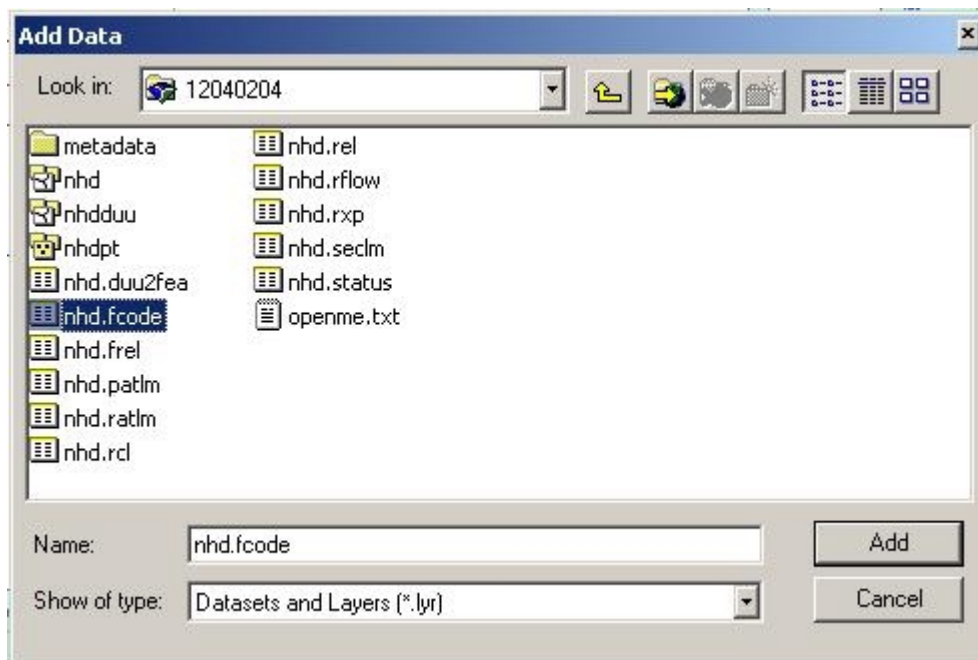 Add Data
Look in: 12040204
metadata
nhd
nhdduu
nhdpt
nhd.duu2fea
nhd.fcode
nhd.frel
nhd.patlm
nhd.ratlm
nhd.rcl
nhd.rel
nhd.rflow
nhd.rxp
nhd.seclm
nhd.status
openme.txt
Name: nhd.fcode Add
Show of type: Datasets and Layers (*.lyr) Cancel